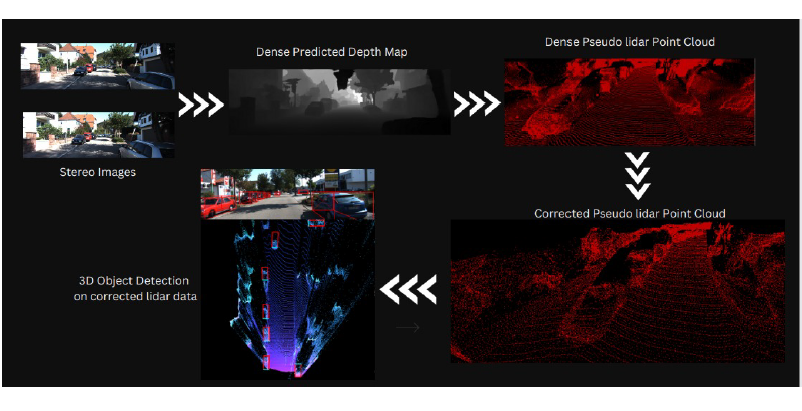 Dense Predicted Depth Map
Dense Pseudo lidar Point Cloud
Stereo Images
Corrected Pseudo lidar Point Cloud
3D Object Detection
on corrected lidar data